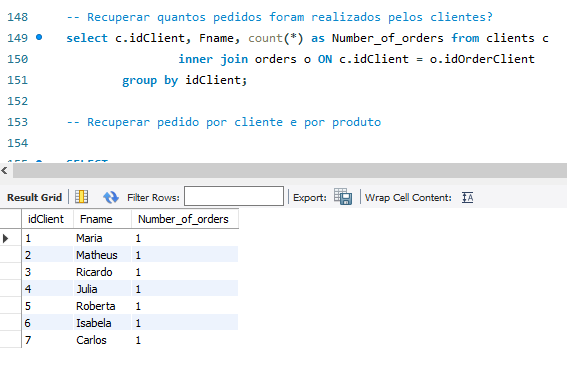 148 -- Recuperar quantos pedidos foram realizados pelos clientes?
149 select c.idClient, Fname, count(*) as Number_of_orders from clients c
150 inner join orders o ON c.idClient = o.idOrderClient
151 group by idClient;
152
153 -- Recuperar pedido por cliente e por produto
154
155 SELECT
Result Grid Filter Rows: Export: Wrap Cell Content: IA
idClient Fname Number_of_orders
1 Maria 1
2 Matheus 1
3 Ricardo 1
4 Julia 1
5 Roberta 1
6 Isabela 1
7 Carlos 1